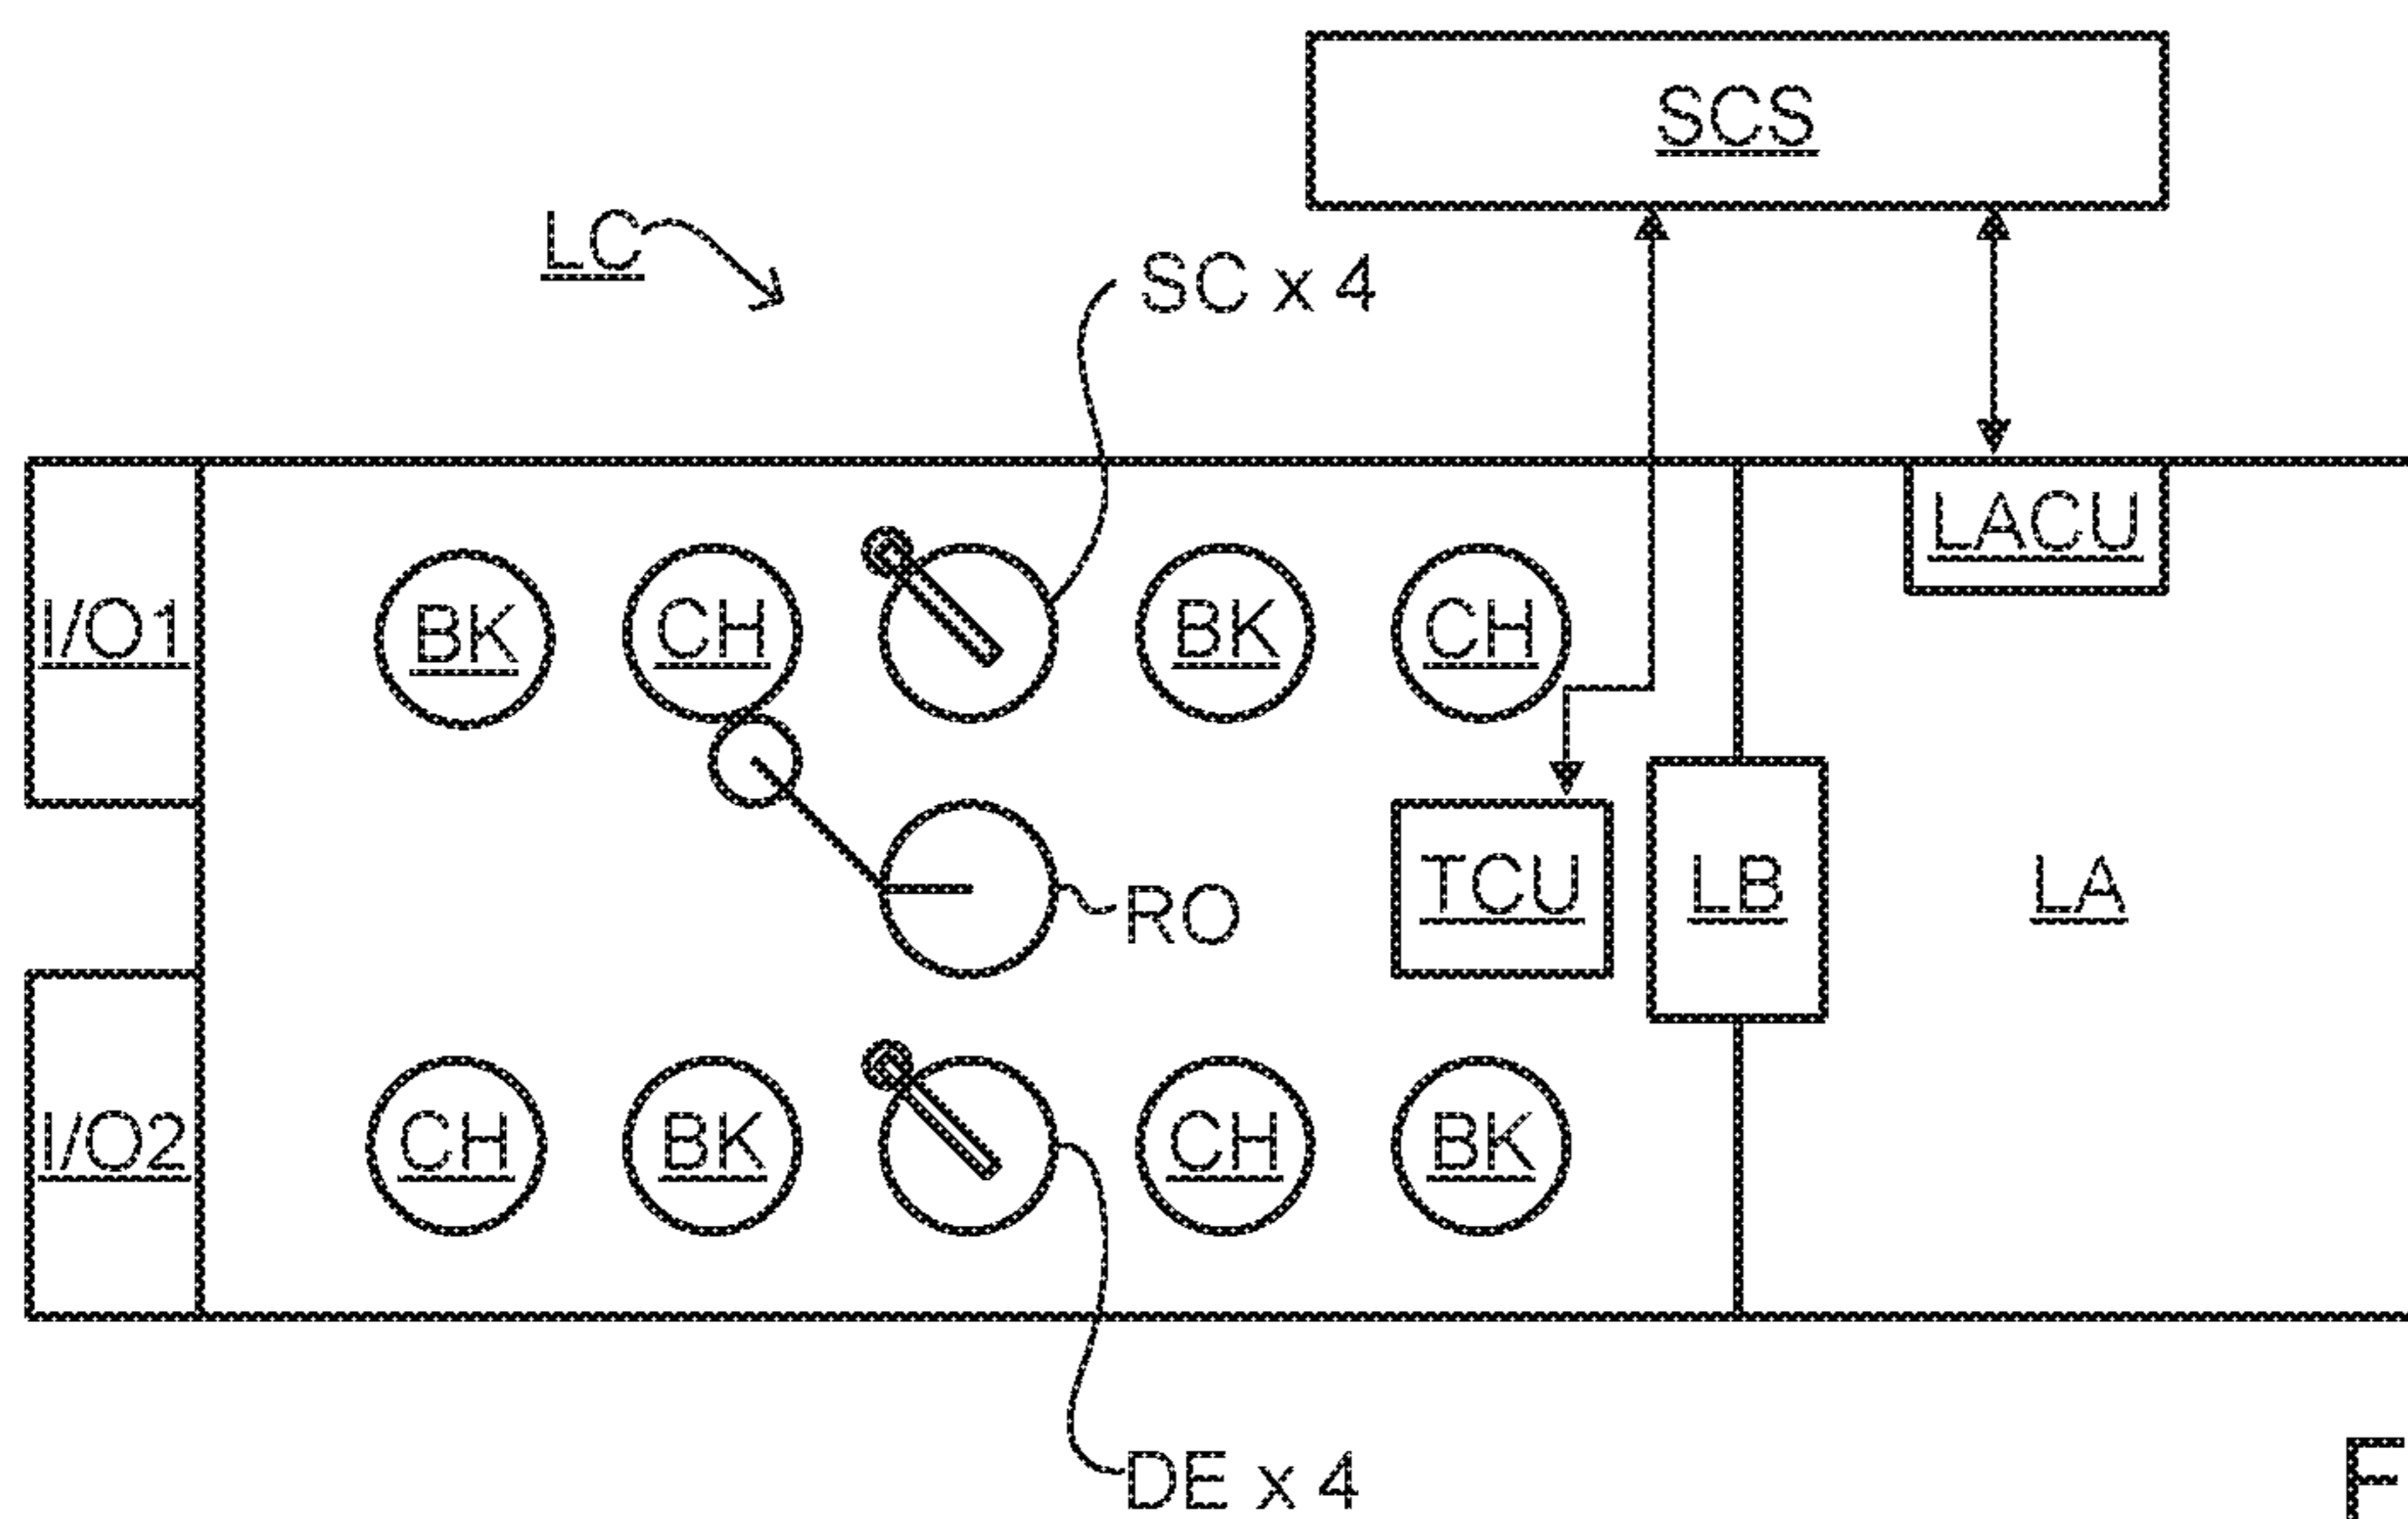 SCS
LC
SC x 4
LACU
I/O1
BK
CH
BK
CH
TCU
LB
LA
RO
I/O2
CH
BK
CH
BK
DE x 4
F